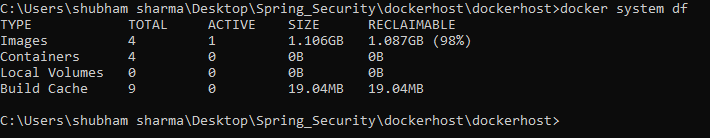 C:\Users\shubham sharma\Desktop\Spring_Security\dockerhost\dockerhost>docker system df
TYPE TOTAL ACTIVE SIZE RECLAIMABLE
Images 4 1 1.106GB 1.087GB (98%)
Containers 4 0 0B 0B
Local Volumes 0 0 0B 0B
Build Cache 9 0 19.04MB 19.04MB
C:\Users\shubham sharma\Desktop\Spring_Security\dockerhost\dockerhost>